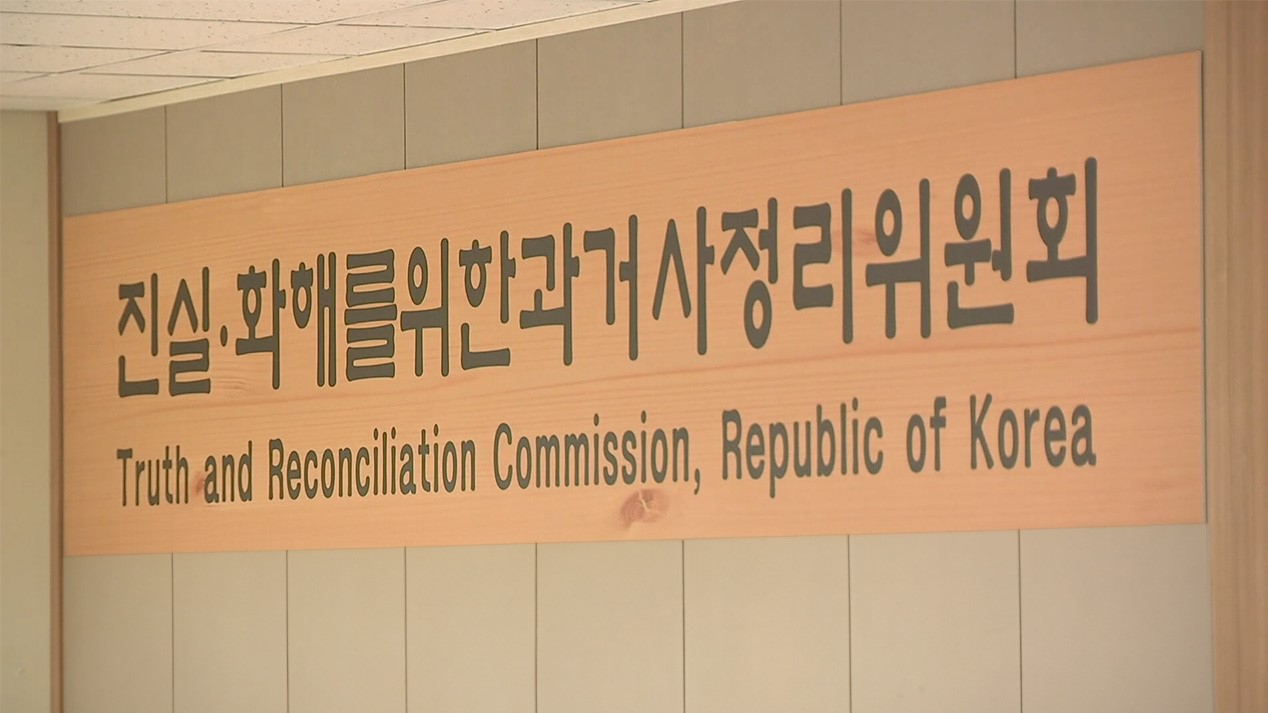 진실·화해를위한과거사정리위원회
Truth and Reconciliation Commission, Republic of Korea